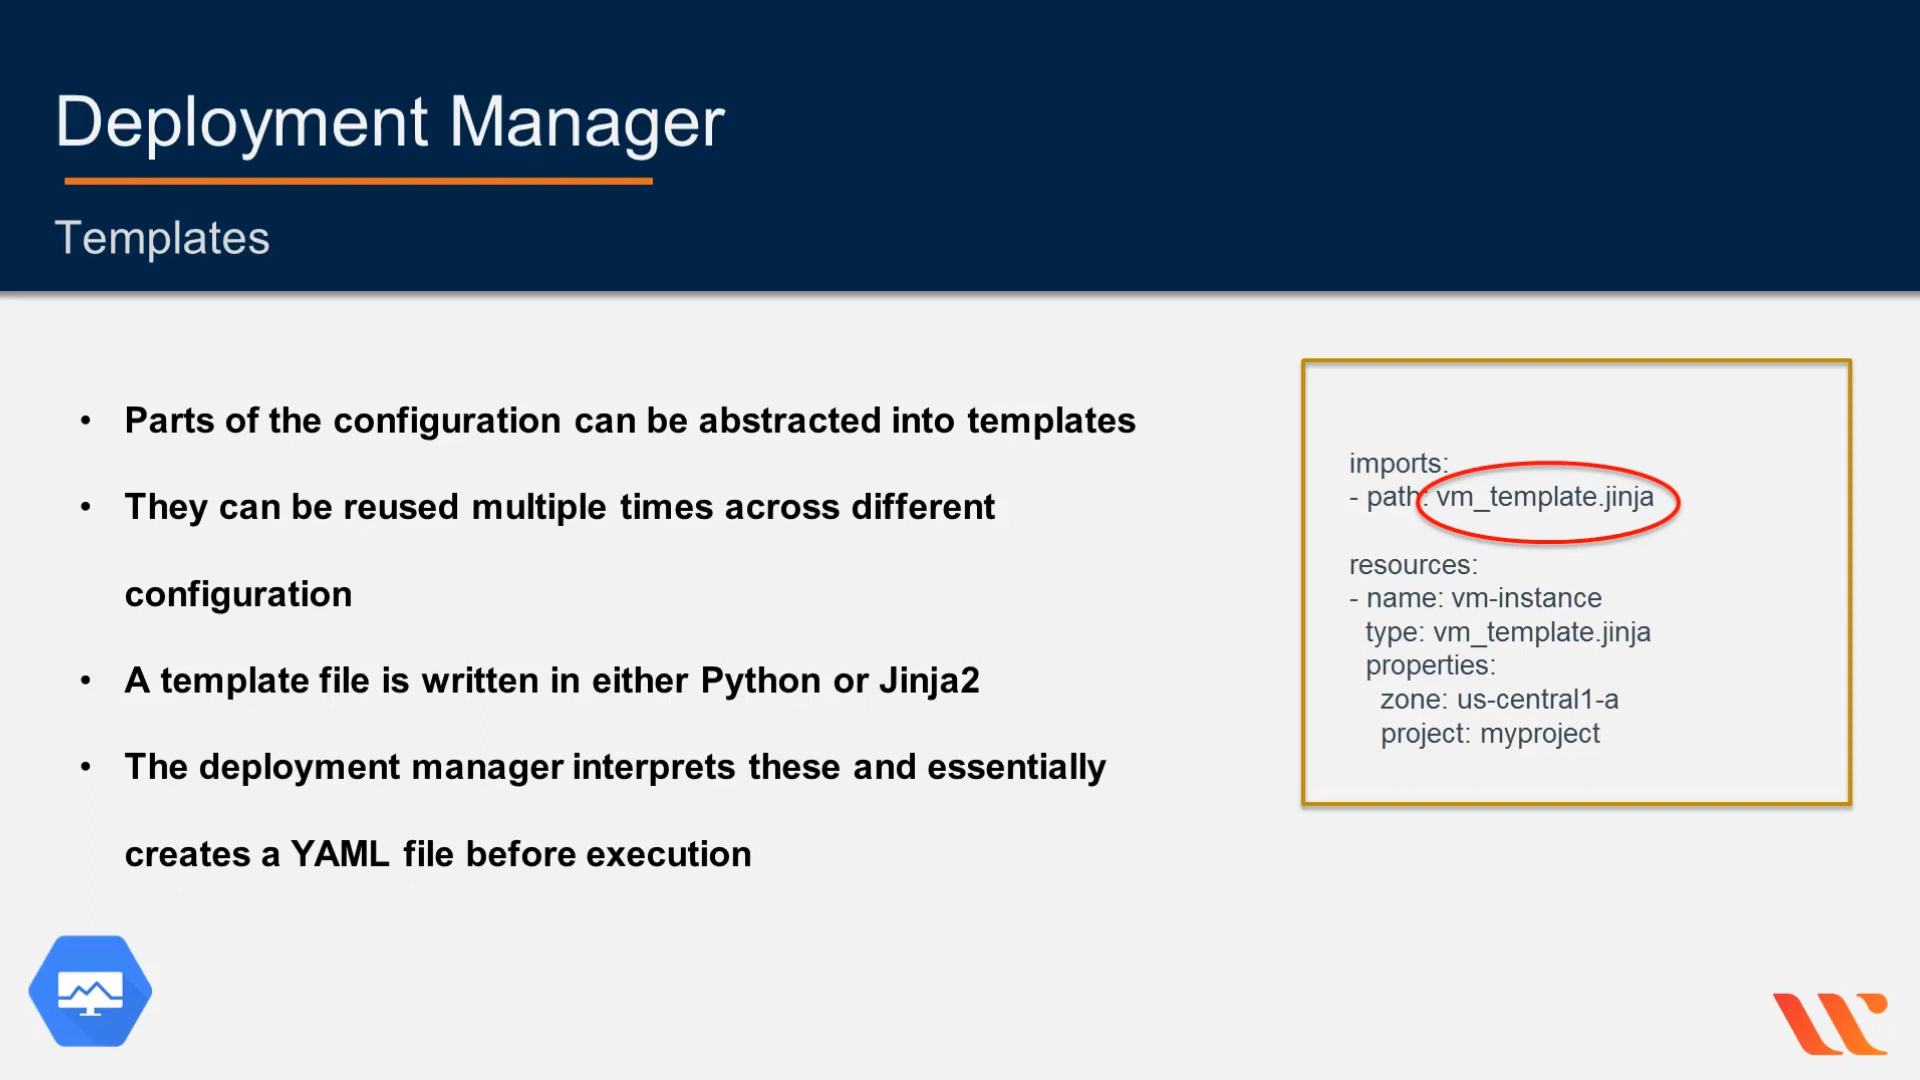 Deployment Manager
Templates
• Parts of the configuration can be abstracted into templates
• They can be reused multiple times across different
configuration
• A template file is written in either Python or Jinja2
• The deployment manager interprets these and essentially
creates a YAML file before execution
imports:
- path: vm_template.jinja
resources:
- name: vm-instance
type: vm_template.jinja
properties:
zone: us-central1-a
project: myproject